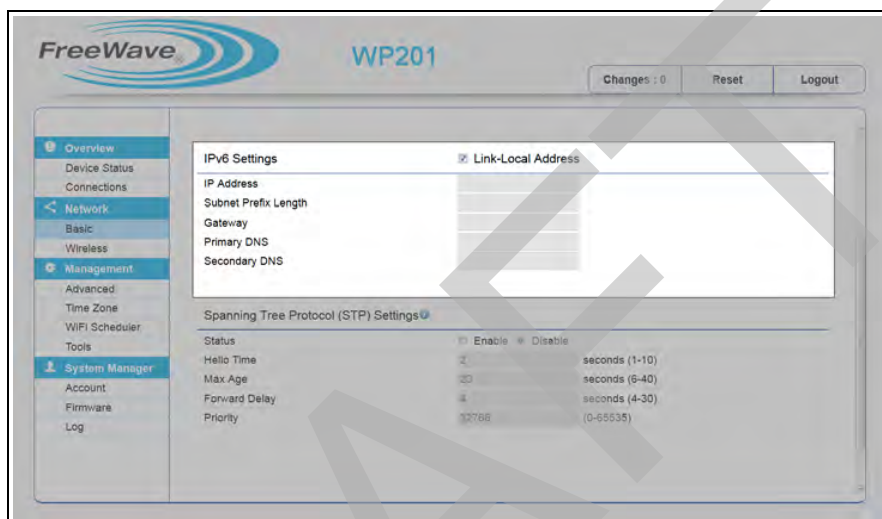 FreeWave®
WP201
Changes : 0 Reset Logout
Overview
Device Status
Connections
Network
Basic
Wireless
Management
Advanced
Time Zone
WiFi Scheduler
Tools
System Manager
Account
Firmware
Log
IPv6 Settings Link-Local Address
IP Address
Subnet Prefix Length
Gateway
Primary DNS
Secondary DNS
Spanning Tree Protocol (STP) Settings
Status Enable Disable
Hello Time 2 seconds (1-10)
Max Age 20 seconds (6-40)
Forward Delay 4 seconds (4-30)
Priority 32768 (0-65535)